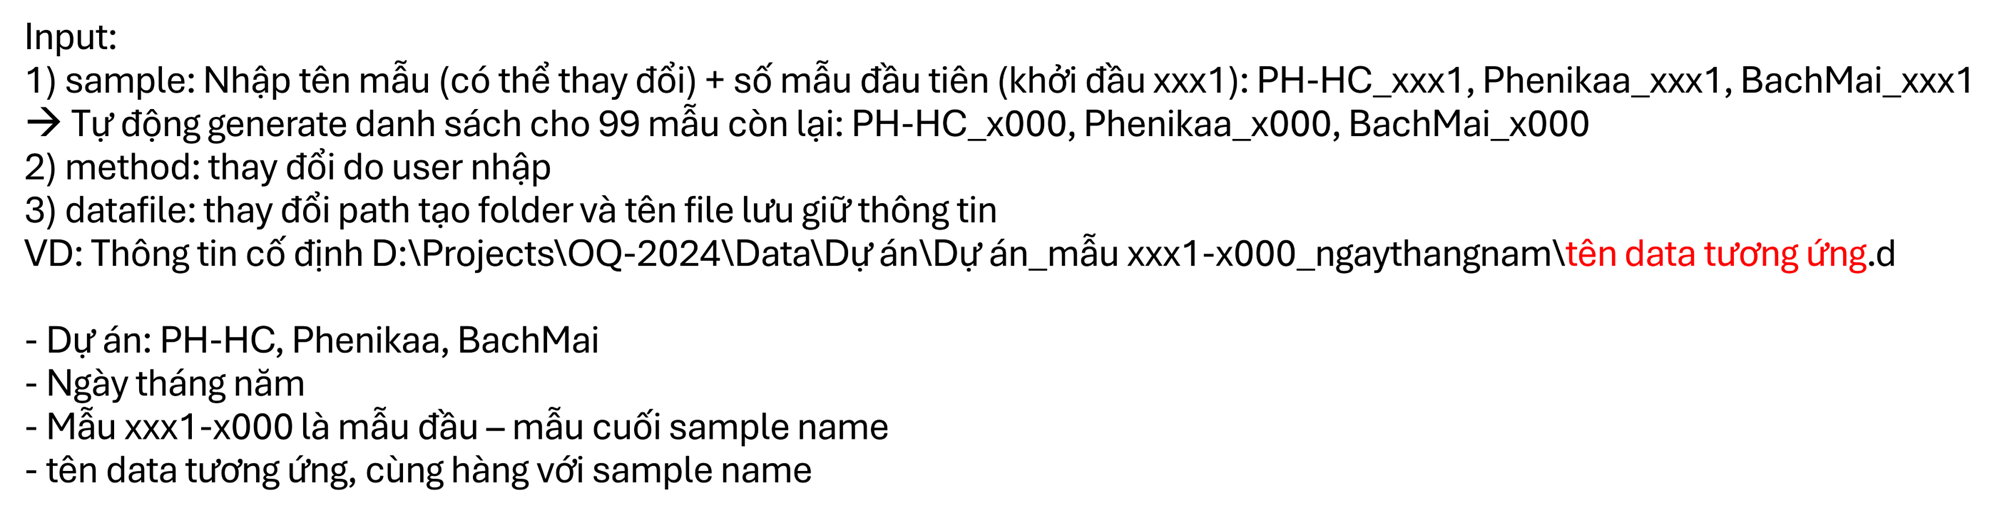 Input:
1) sample: Nhập tên mẫu (có thể thay đổi) + số mẫu đầu tiên (khởi đầu xxx1): PH-HC_xxx1, Phenikaa_xxx1, BachMai_xxx1
→ Tự động generate danh sách cho 99 mẫu còn lại: PH-HC_x000, Phenikaa_x000, BachMai_x000
2) method: thay đổi do user nhập
3) datafile: thay đổi path tạo folder và tên file lưu giữ thông tin
VD: Thông tin cố định D:\Projects\OQ-2024\Data\Dự án\Dự án_mẫu xxx1-x000_ngaythangnam\tên data tương ứng.d
- Dự án: PH-HC, Phenikaa, BachMai
- Ngày tháng năm
- Mẫu xxx1-x000 là mẫu đầu – mẫu cuối sample name
- tên data tương ứng, cùng hàng với sample name